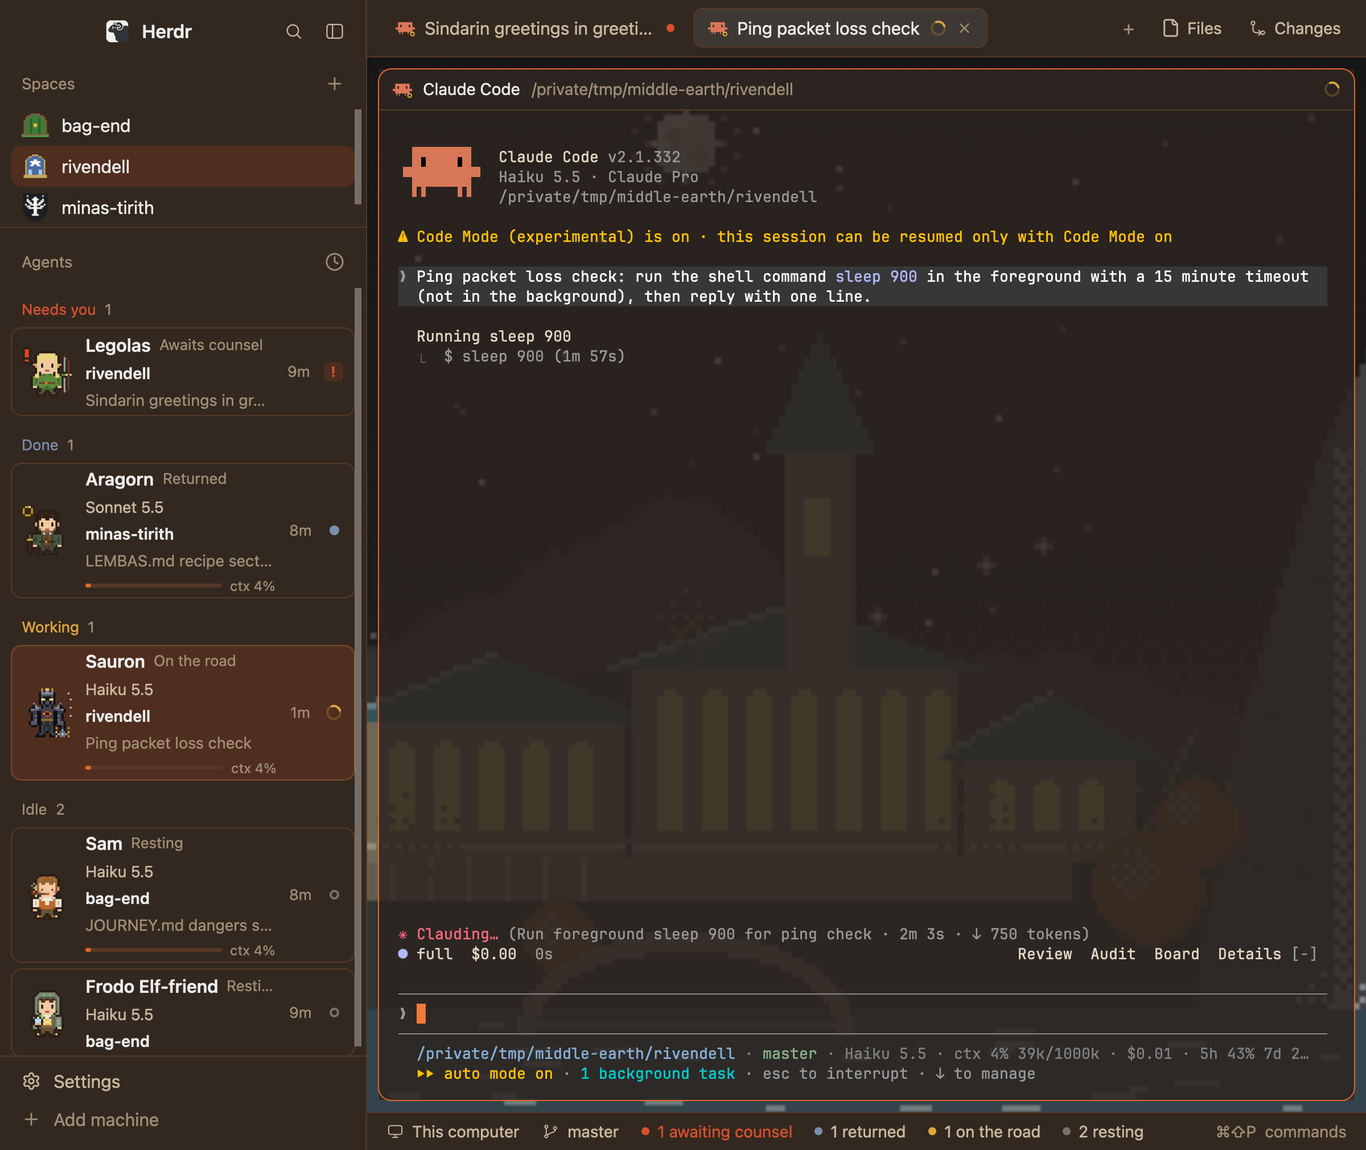 Herdr
Spaces
bag-end
rivendell
minas-tirith
Agents
Needs you 1
Legolas Awaits counsel
rivendell
9m
!
Sindarin greetings in gr...
Done 1
Aragorn Returned
Sonnet 5.5
minas-tirith
8m
LEMBAS.md recipe sect...
ctx 4%
Working 1
Sauron On the road
Haiku 5.5
rivendell
1m
Ping packet loss check
ctx 4%
Idle 2
Sam Resting
Haiku 5.5
bag-end
8m
JOURNEY.md dangers s...
ctx 4%
Frodo Elf-friend Resti...
Haiku 5.5
9m
bag-end
Settings
+ Add machine
Sindarin greetings in greeti...
Ping packet loss check
Files
Changes
Claude Code /private/tmp/middle-earth/rivendell
Claude Code v2.1.332
Haiku 5.5 · Claude Pro
/private/tmp/middle-earth/rivendell
Code Mode (experimental) is on · this session can be resumed only with Code Mode on
❯ Ping packet loss check: run the shell command sleep 900 in the foreground with a 15 minute timeout
(not in the background), then reply with one line.
Running sleep 900
$ sleep 900 (1m 57s)
Clauding… (Run foreground sleep 900 for ping check · 2m 3s · ↓ 750 tokens)
full $0.00 0s
Review Audit Board Details [-]
❯
/private/tmp/middle-earth/rivendell · master · Haiku 5.5 · ctx 4% 39k/1000k · $0.01 · 5h 43% 7d 2…
⏵⏵ auto mode on · 1 background task · esc to interrupt · ↓ to manage
This computer
master
1 awaiting counsel
1 returned
1 on the road
2 resting
⌘⇧P commands